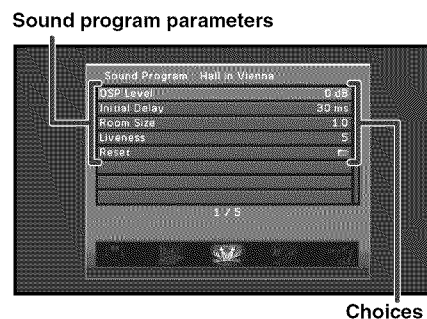 Sound program parameters
Sound Program : Hall in Vienna
DSP Level 0 dB
Initial Delay 30 ms
Room Size 1.0
Liveness 5
Reset
1 / 5
Choices